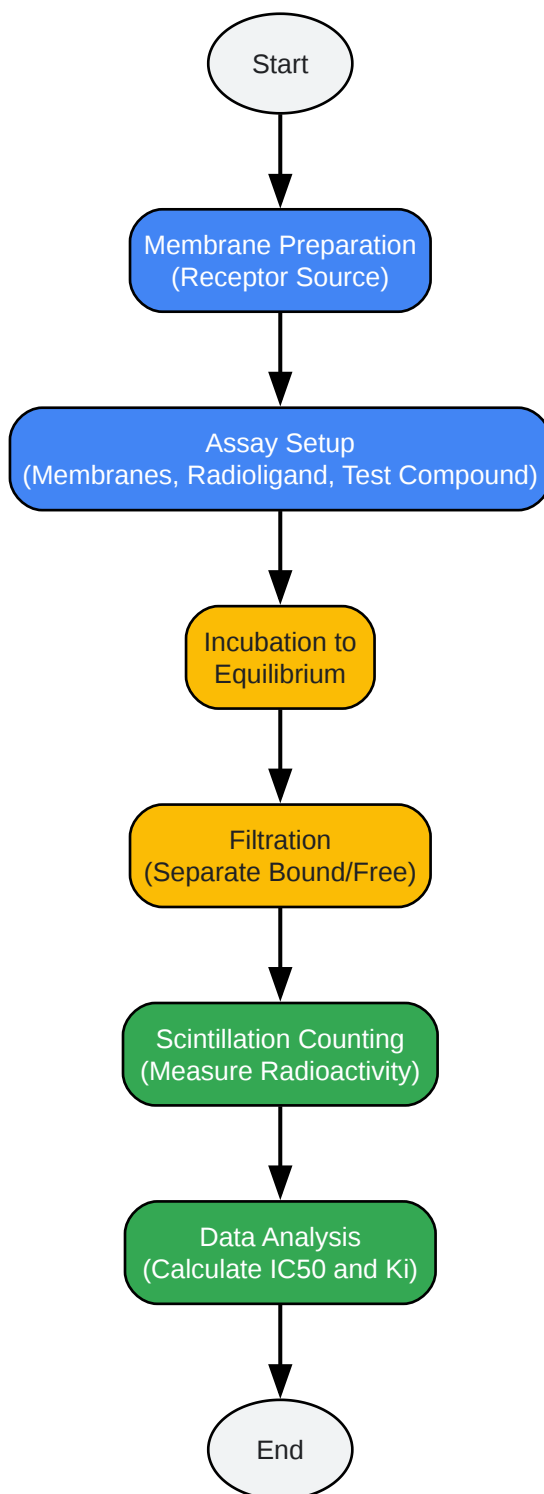 Start
Membrane Preparation
(Receptor Source)
Assay Setup
(Membranes, Radioligand, Test Compound)
Incubation to
Equilibrium
Filtration
(Separate Bound/Free)
Scintillation Counting
(Measure Radioactivity)
Data Analysis
(Calculate IC50 and Ki)
End